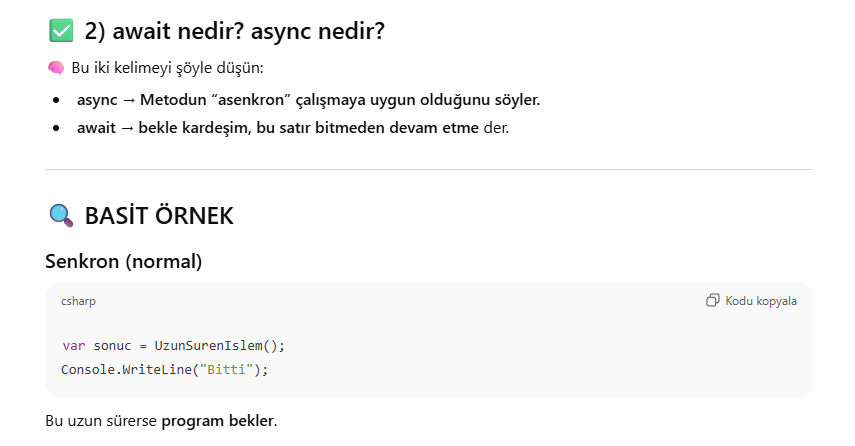 ✅ 2) await nedir? async nedir?
🧠 Bu iki kelimeyi şöyle düşün:
• async → Metodun “asenkron” çalışmaya uygun olduğunu söyler.
• await → bekle kardeşim, bu satır bitmeden devam etme der.
🔍 BASİT ÖRNEK
Senkron (normal)
csharp Kodu kopyala
var sonuc = UzunSurenIslem();
Console.WriteLine("Bitti");
Bu uzun sürerse program bekler.